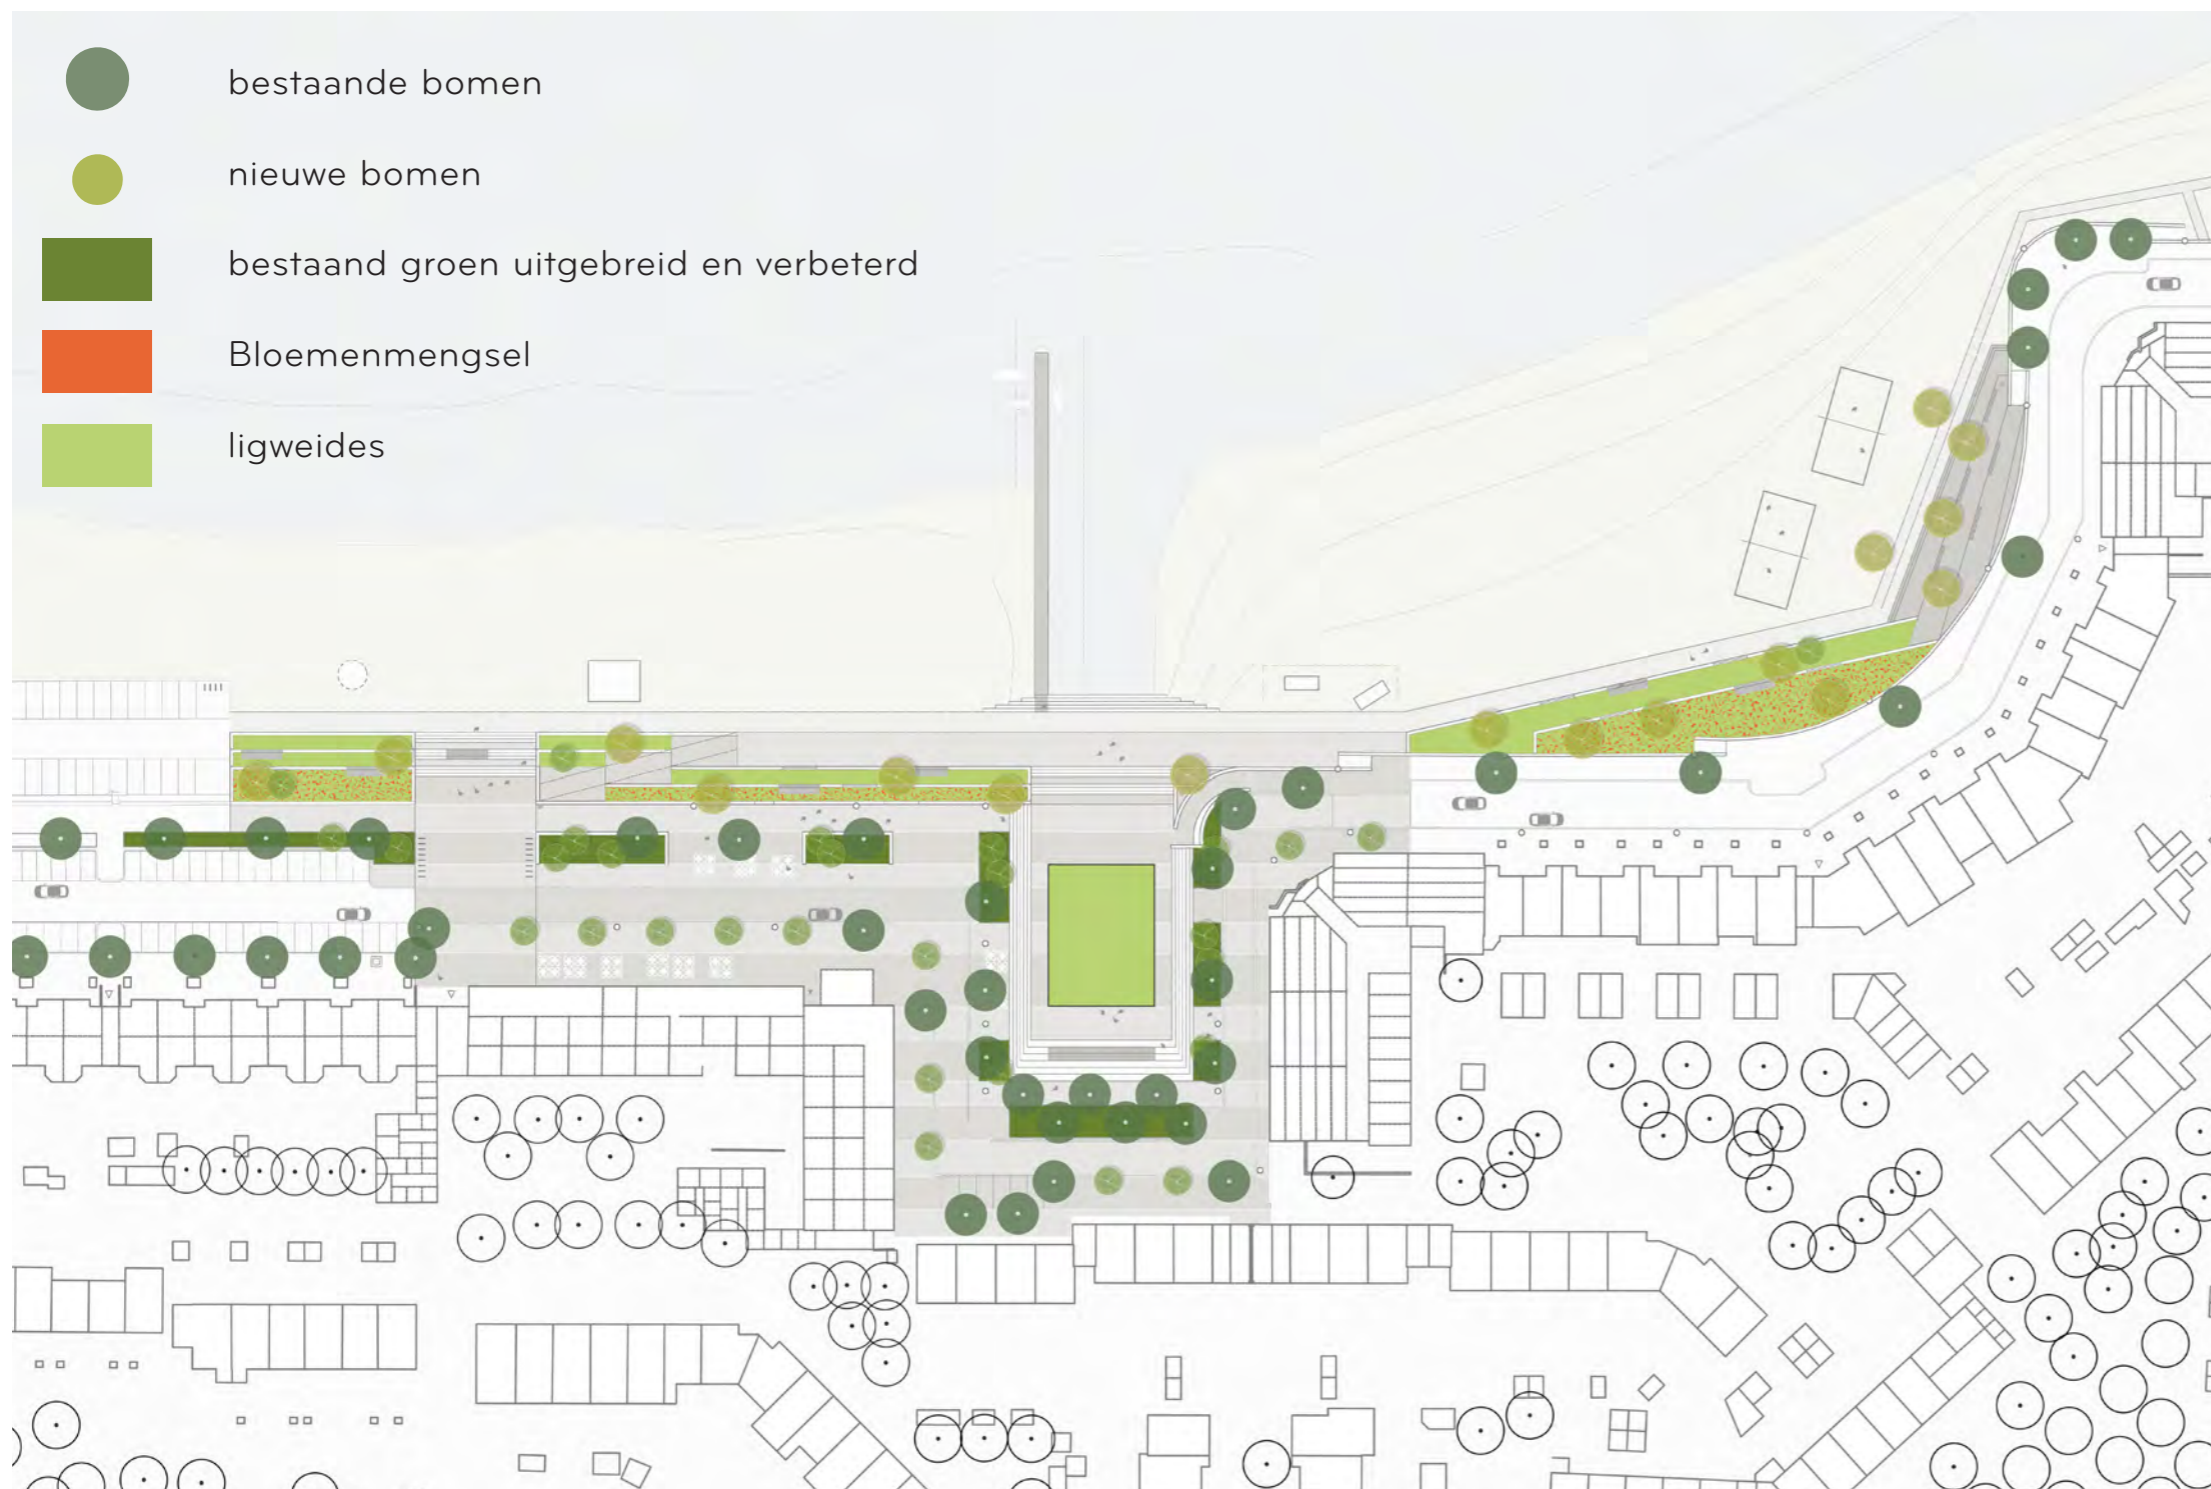 bestaande bomen
nieuwe bomen
bestaand groen uitgebreid en verbeterd
Bloemenmengsel
ligweides